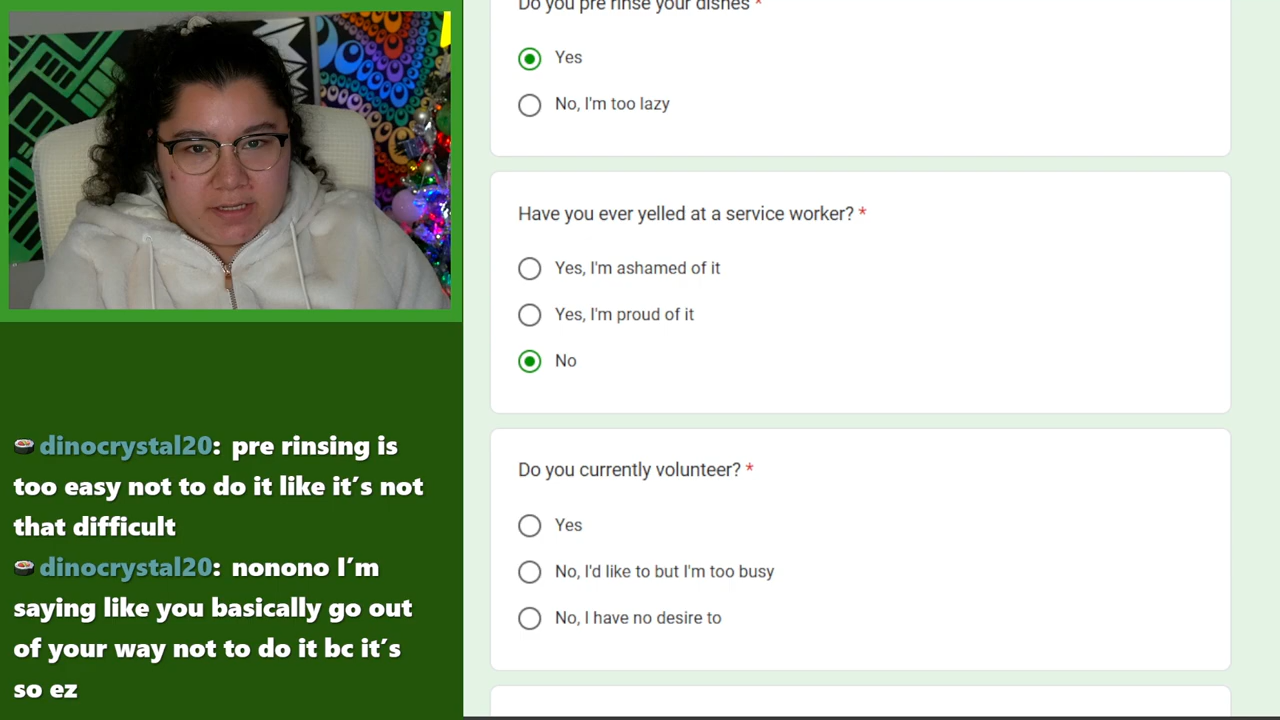 Do you pre rinse your dishes *
Yes
No, I'm too lazy
Have you ever yelled at a service worker? *
Yes, I'm ashamed of it
Yes, I'm proud of it
No
Do you currently volunteer? *
Yes
No, I'd like to but I'm too busy
No, I have no desire to
dinocrystal20: pre rinsing is
too easy not to do it like it’s not
that difficult
dinocrystal20: nonono I’m
saying like you basically go out
of your way not to do it bc it’s
so ez